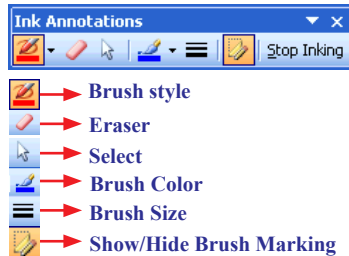 Ink Annotations
Stop Inking
Brush style
Eraser
Select
Brush Color
Brush Size
Show/Hide Brush Marking